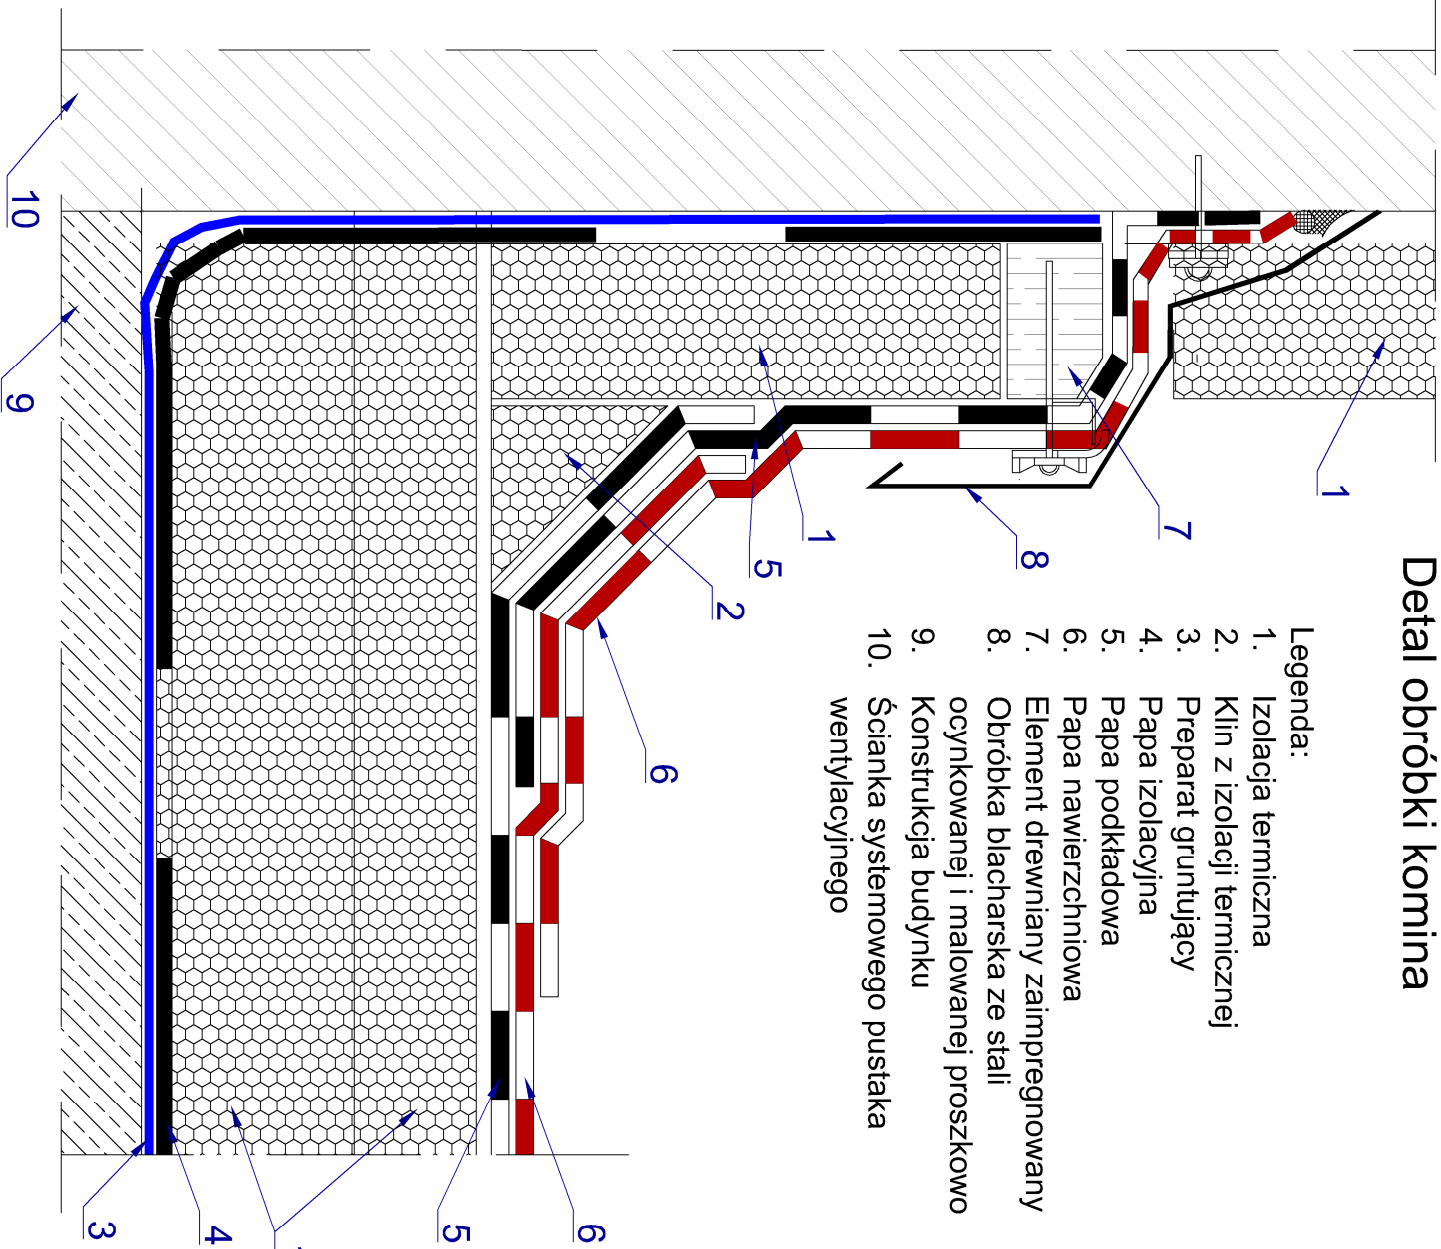 Detal obróbki komina
Legenda:
1. Izolacja termiczna
2. Klin z izolacji termicznej
3. Preparat gruntujący
4. Papa izolacyjna
5. Papa podkładowa
6. Papa nawierzchniowa
7. Element drewniany zaimpregnowany
8. Obróbka blacharska ze stali
ocynkowanej i malowanej proszkowo
9. Konstrukcja budynku
10. Ścianka systemowego pustaka
wentylacyjnego
1
7
8
1
5
2
6
10
9
6
5
4
3